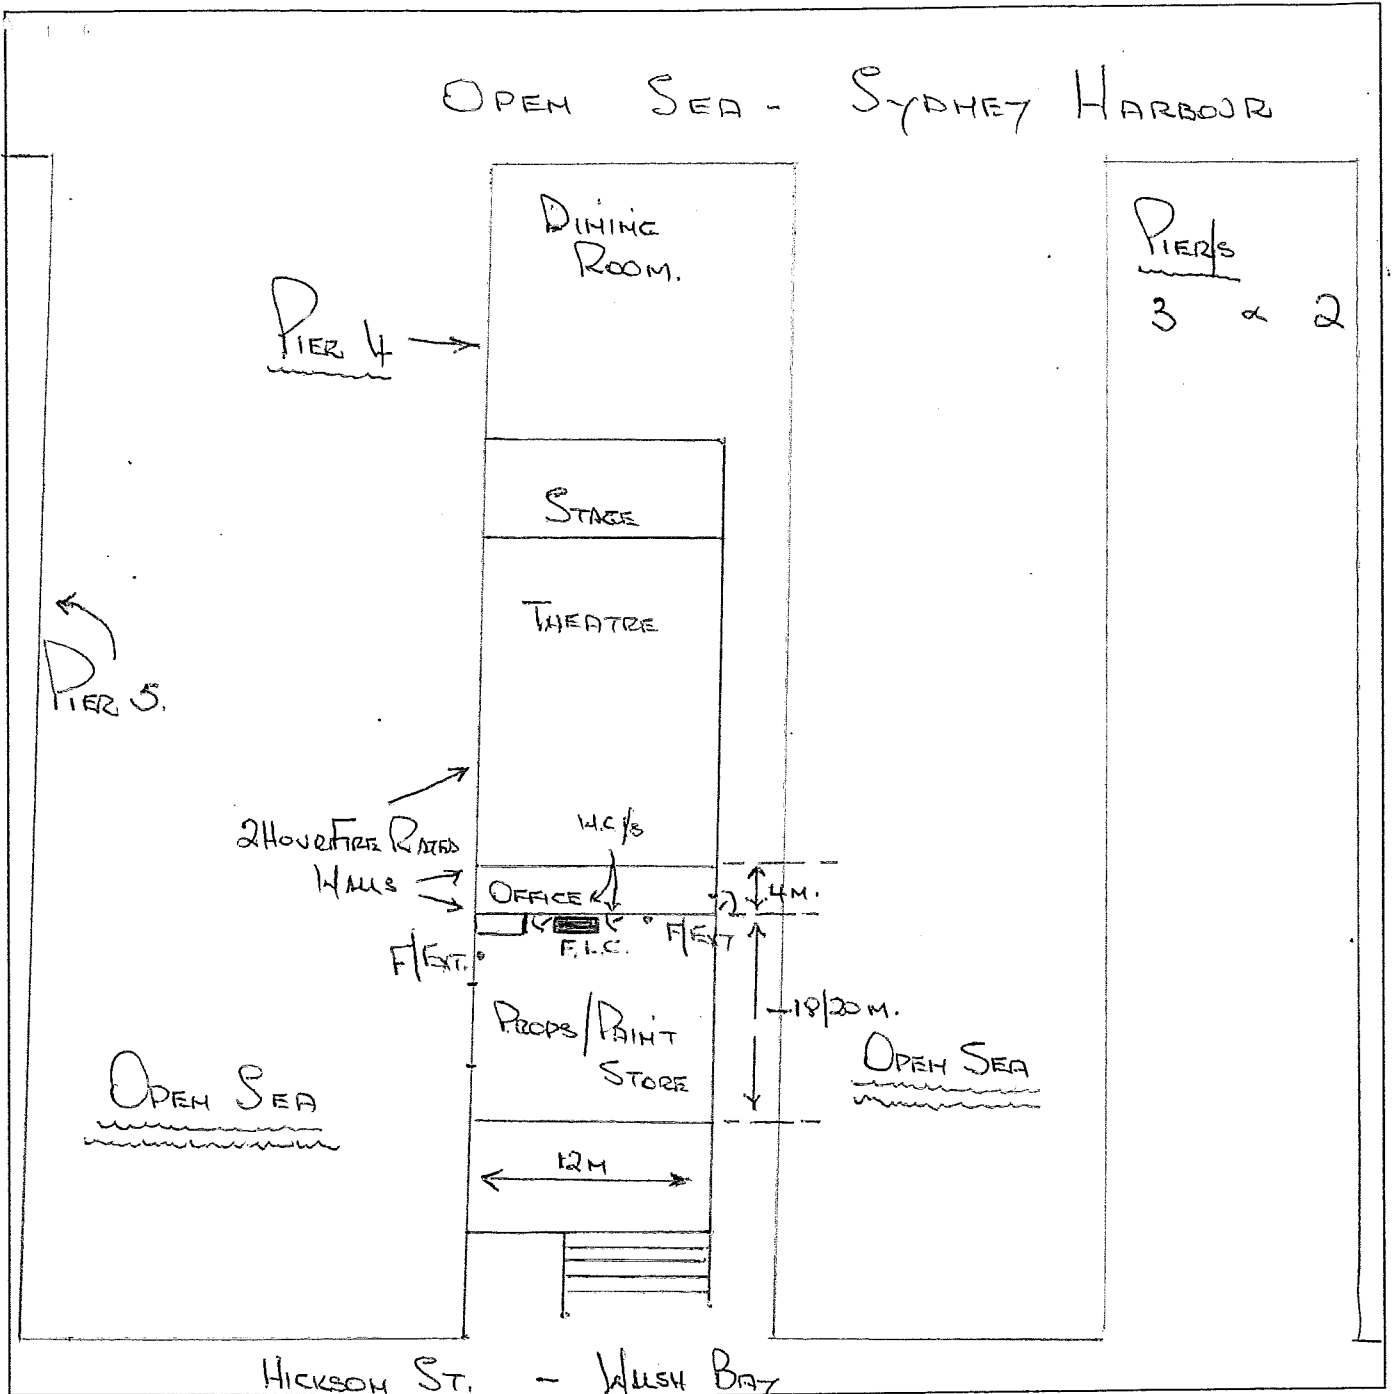 OPEN SEA - SYDNEY HARBOUR
DINING
ROOM.
PIER/S
3 & 2
PIER 4
STAGE
THEATRE
PIER 5.
2 HOUR FIRE RATED
WALLS
W.C/S
OFFICE
4M.
F/EXT
F.L.C.
F/EXT.
18/20M.
PROPS/PAINT
STORE
OPEN SEA
OPEN SEA
12M
HICKSON ST. - WALSH BAY